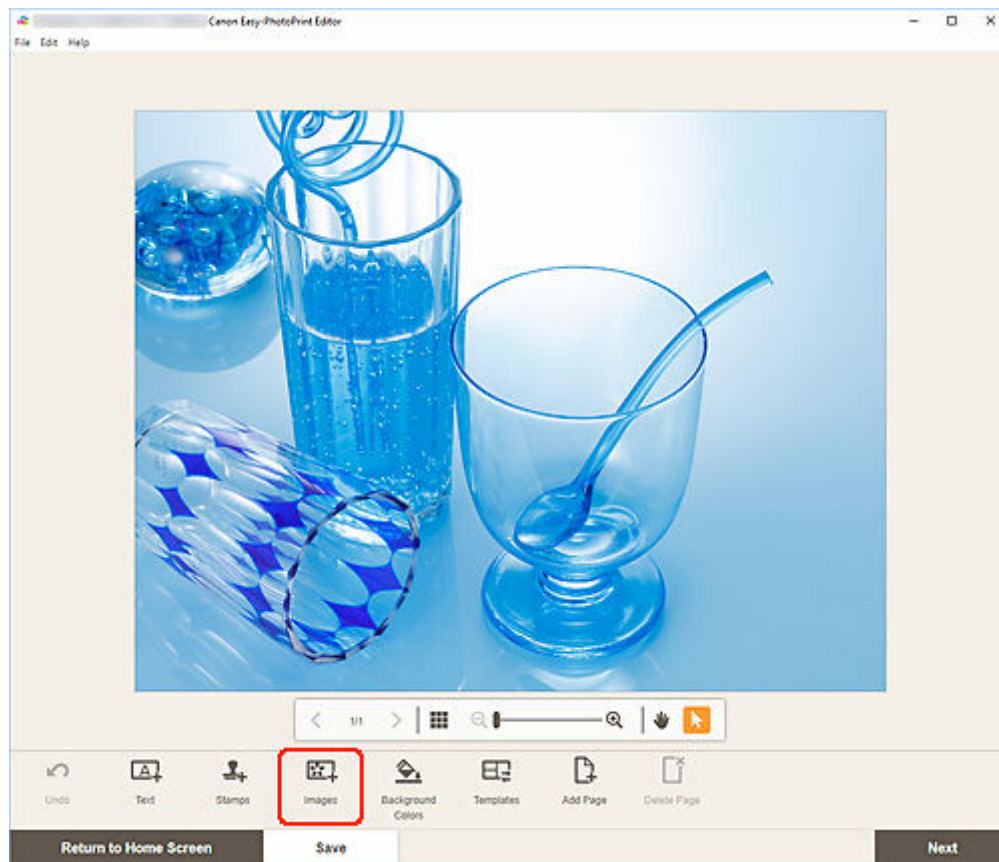 Canon Easy-PhotoPrint Editor
File Edit Help
1/1
Undo
Text
Stamps
Images
Background
Colors
Templates
Add Page
Delete Page
Return to Home Screen
Save
Next